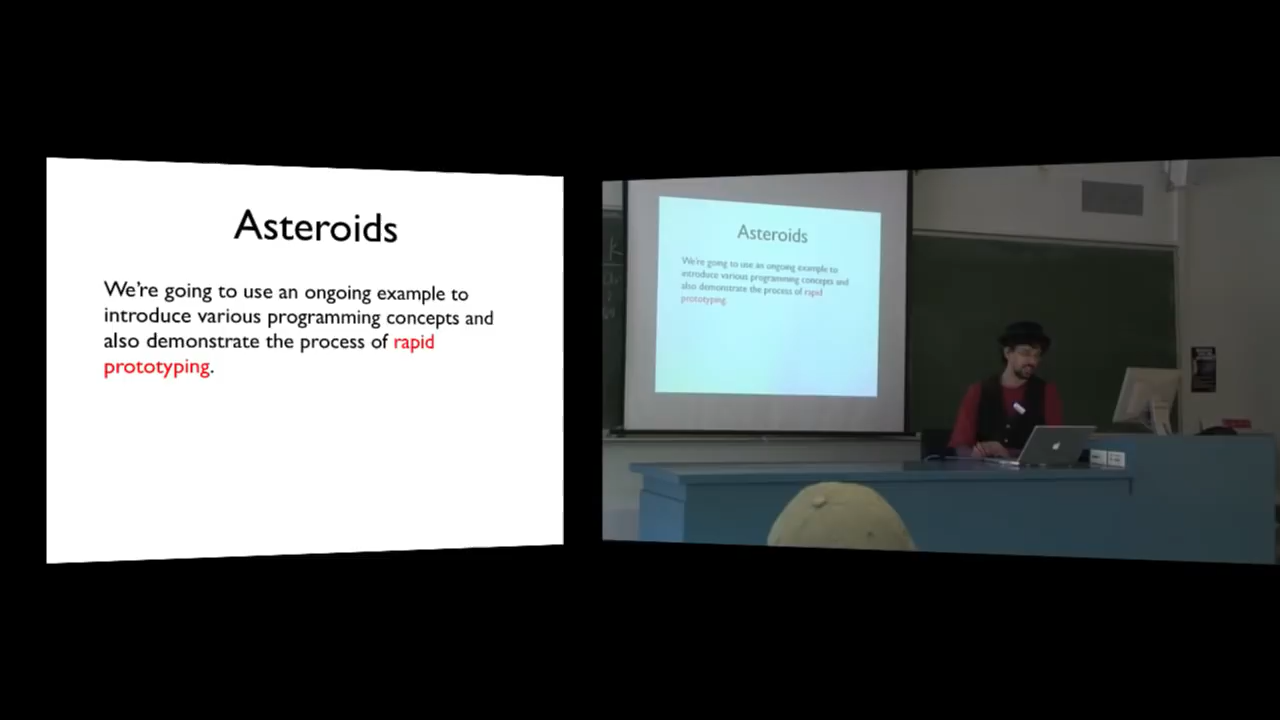 Asteroids
We're going to use an ongoing example to
introduce various programming concepts and
also demonstrate the process of rapid
prototyping.
Asteroids
We're going to use an ongoing example to
introduce various programming concepts and
also demonstrate the process of rapid
prototyping.